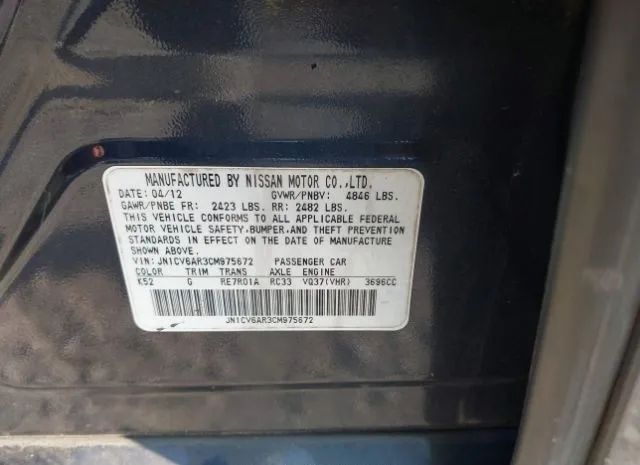 MANUFACTURED BY NISSAN MOTOR CO.,LTD.
DATE: 04/12 GVWR/PNBV: 4846 LBS.
GAWR/PNBE FR: 2423 LBS. RR: 2482 LBS.
THIS VEHICLE CONFORMS TO ALL APPLICABLE FEDERAL
MOTOR VEHICLE SAFETY,BUMPER,AND THEFT PREVENTION
STANDARDS IN EFFECT ON THE DATE OF MANUFACTURE
SHOWN ABOVE.
VIN: JN1CV6AR3CM975672 PASSENGER CAR
COLOR TRIM TRANS AXLE ENGINE
K52 G RE7R01A RC33 VQ37(VHR) 3696CC
JN1CV6AR3CM975672